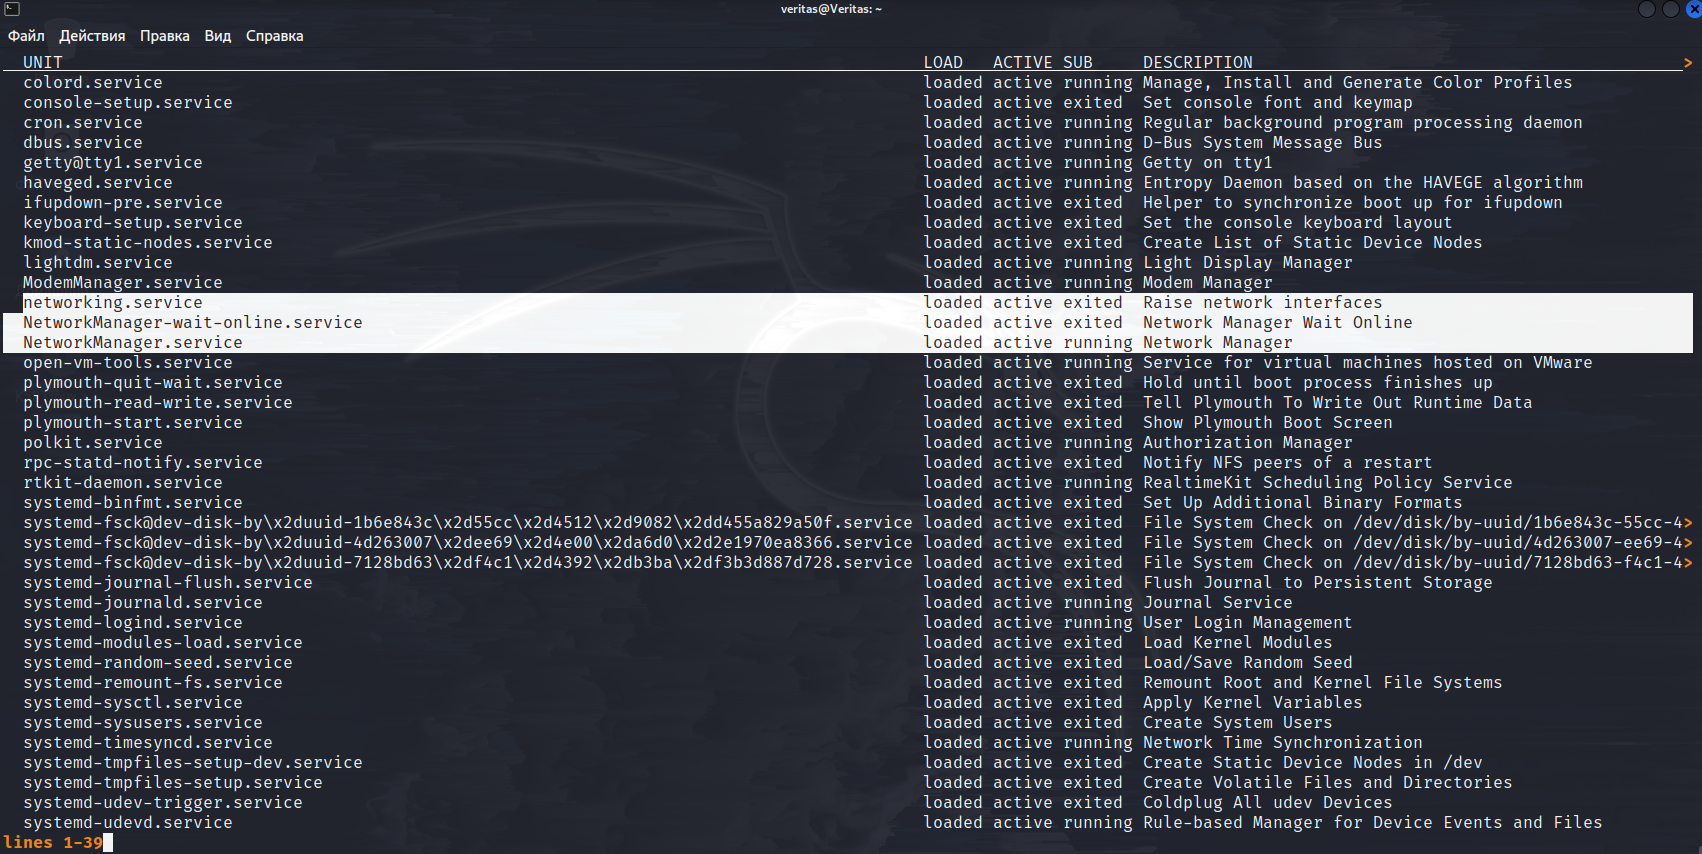 veritas@Veritas: ~
Файл Действия Правка Вид Справка
UNIT LOAD ACTIVE SUB DESCRIPTION >
colord.service loaded active running Manage, Install and Generate Color Profiles
console-setup.service loaded active exited Set console font and keymap
cron.service loaded active running Regular background program processing daemon
dbus.service loaded active running D-Bus System Message Bus
getty@tty1.service loaded active running Getty on tty1
haveged.service loaded active running Entropy Daemon based on the HAVEGE algorithm
ifupdown-pre.service loaded active exited Helper to synchronize boot up for ifupdown
keyboard-setup.service loaded active exited Set the console keyboard layout
kmod-static-nodes.service loaded active exited Create List of Static Device Nodes
lightdm.service loaded active running Light Display Manager
ModemManager.service loaded active running Modem Manager
networking.service loaded active exited Raise network interfaces
NetworkManager-wait-online.service loaded active exited Network Manager Wait Online
NetworkManager.service loaded active running Network Manager
open-vm-tools.service loaded active running Service for virtual machines hosted on VMware
plymouth-quit-wait.service loaded active exited Hold until boot process finishes up
plymouth-read-write.service loaded active exited Tell Plymouth To Write Out Runtime Data
plymouth-start.service loaded active exited Show Plymouth Boot Screen
polkit.service loaded active running Authorization Manager
rpc-statd-notify.service loaded active exited Notify NFS peers of a restart
rtkit-daemon.service loaded active running RealtimeKit Scheduling Policy Service
systemd-binfmt.service loaded active exited Set Up Additional Binary Formats
systemd-fsck@dev-disk-by\x2duuid-1b6e843c\x2d55cc\x2d4512\x2d9082\x2dd455a829a50f.service loaded active exited File System Check on /dev/disk/by-uuid/1b6e843c-55cc-4>
systemd-fsck@dev-disk-by\x2duuid-4d263007\x2dee69\x2d4e00\x2da6d0\x2d2e1970ea8366.service loaded active exited File System Check on /dev/disk/by-uuid/4d263007-ee69-4>
systemd-fsck@dev-disk-by\x2duuid-7128bd63\x2df4c1\x2d4392\x2db3ba\x2df3b3d887d728.service loaded active exited File System Check on /dev/disk/by-uuid/7128bd63-f4c1-4>
systemd-journal-flush.service loaded active exited Flush Journal to Persistent Storage
systemd-journald.service loaded active running Journal Service
systemd-logind.service loaded active running User Login Management
systemd-modules-load.service loaded active exited Load Kernel Modules
systemd-random-seed.service loaded active exited Load/Save Random Seed
systemd-remount-fs.service loaded active exited Remount Root and Kernel File Systems
systemd-sysctl.service loaded active exited Apply Kernel Variables
systemd-sysusers.service loaded active exited Create System Users
systemd-timesyncd.service loaded active running Network Time Synchronization
systemd-tmpfiles-setup-dev.service loaded active exited Create Static Device Nodes in /dev
systemd-tmpfiles-setup.service loaded active exited Create Volatile Files and Directories
systemd-udev-trigger.service loaded active exited Coldplug All udev Devices
systemd-udevd.service loaded active running Rule-based Manager for Device Events and Files
lines 1-39